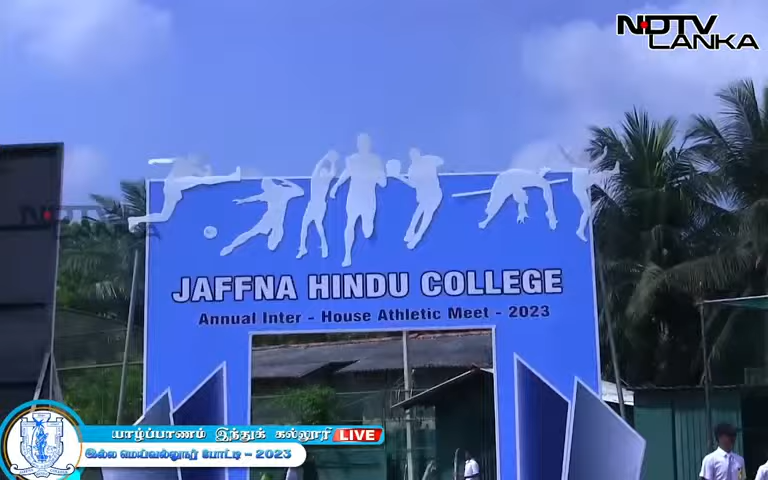 NDTV
LANKA
NDTV
JAFFNA HINDU COLLEGE
Annual Inter - House Athletic Meet - 2023
யாழ்ப்பாணம் இந்துக் கல்லூரி LIVE
இல்ல மெய்வல்லுநர் போட்டி - 2023